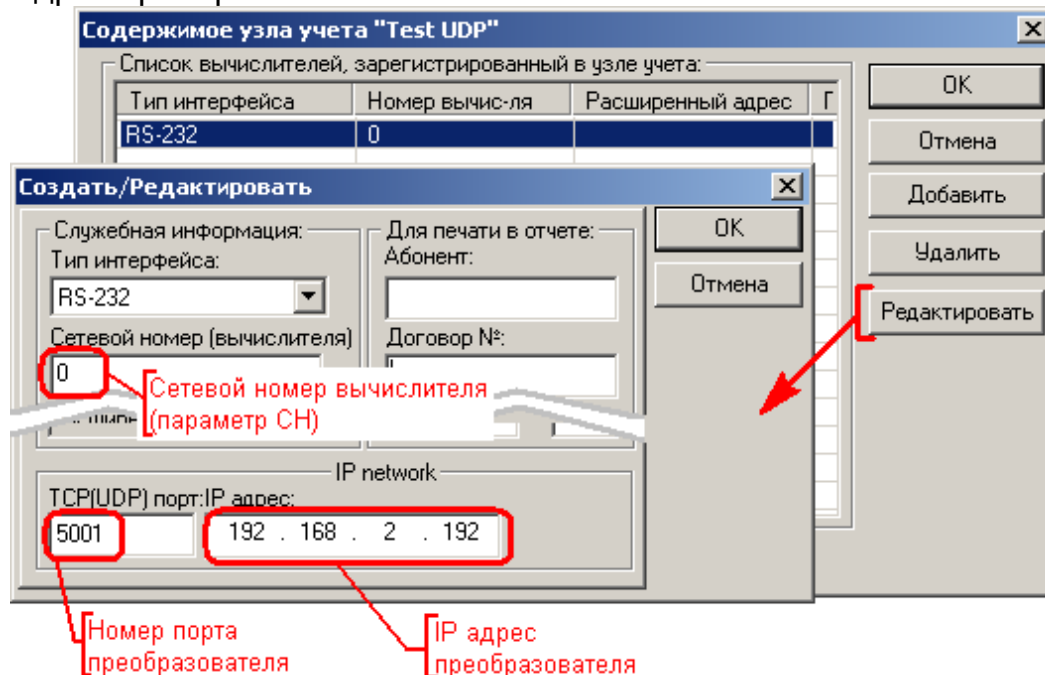 Содержимое узла учета "Test UDP"
Список вычислителей, зарегистрированный в узле учета:
Тип интерфейса Номер вычис-ля Расширенный адрес Г
RS-232 0
OK
Отмена
Добавить
Удалить
Редактировать
Создать/Редактировать
Служебная информация:
Тип интерфейса:
RS-232
Сетевой номер (вычислителя)
0
Для печати в отчете:
Абонент:
Договор №:
OK
Отмена
Сетевой номер вычислителя
(параметр СН)
IP network
TCP(UDP) порт: IP адрес:
5001 192 . 168 . 2 . 192
Номер порта
преобразователя
IP адрес
преобразователя